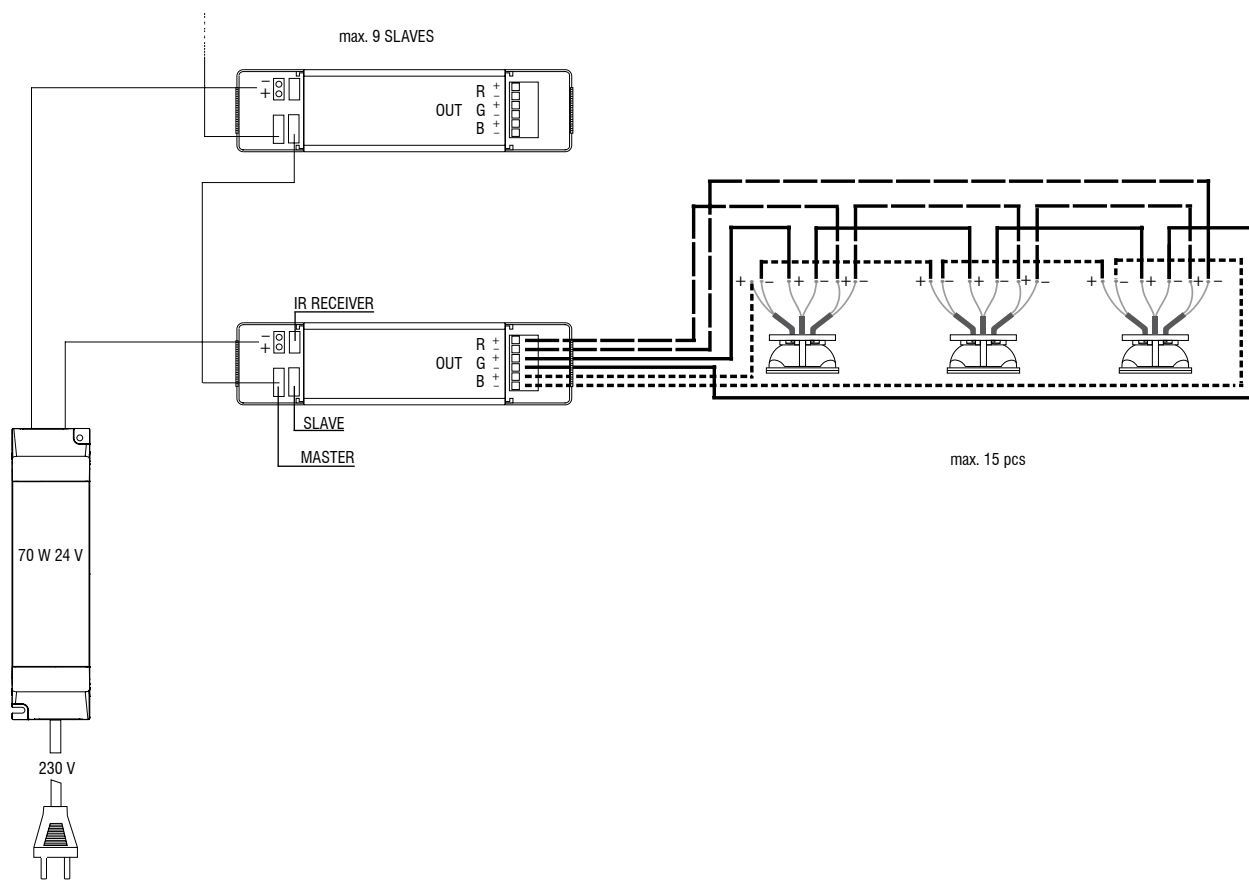 max. 9 SLAVES
−
+
OUT
R + −
G + −
B + −
IR RECEIVER
−
+
OUT
R + −
G + −
B + −
SLAVE
MASTER
+ − + − + −
+ − + − + −
+ − + − + −
max. 15 pcs
70 W 24 V
230 V